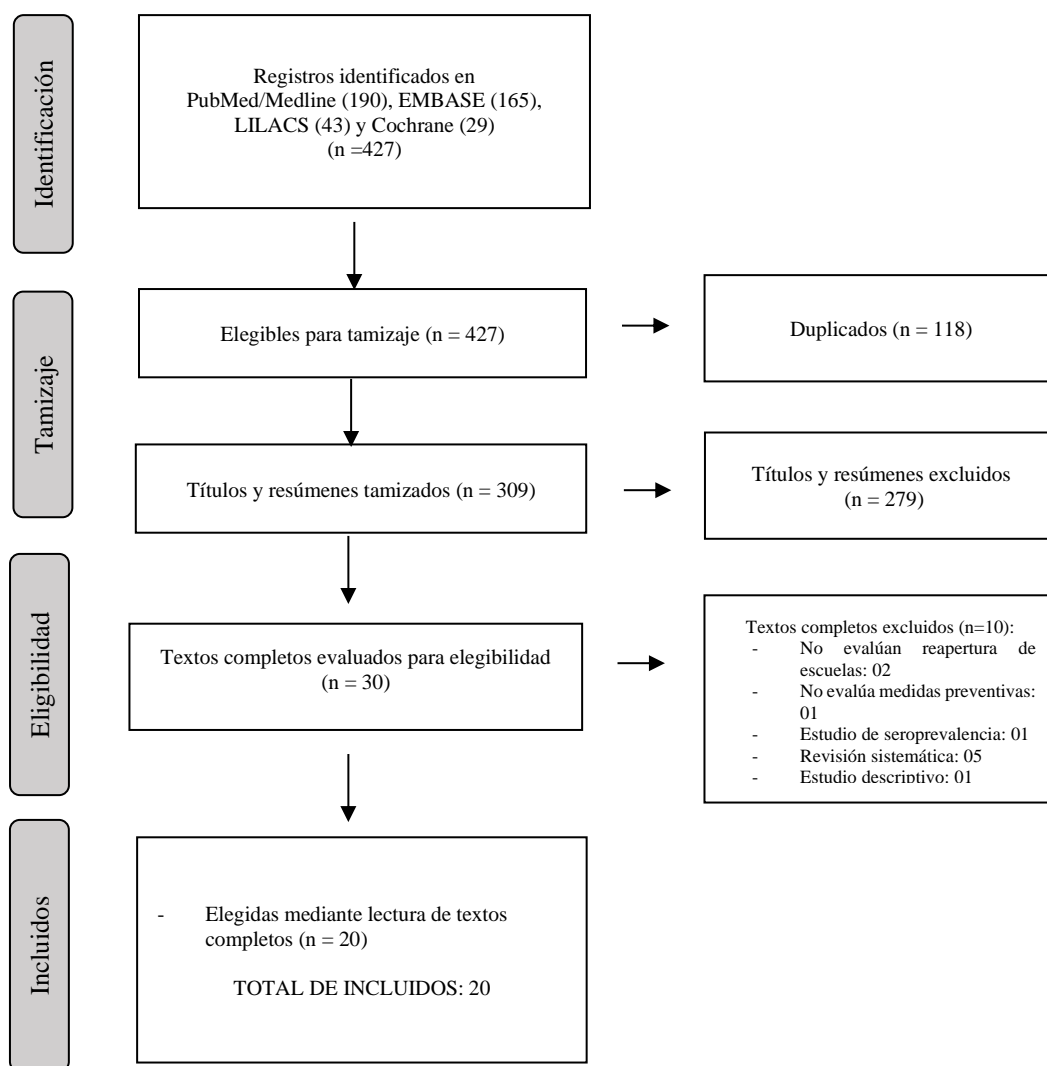 Identificación
Registros identificados en
PubMed/Medline (190), EMBASE (165),
LILACS (43) y Cochrane (29)
(n =427)
Tamizaje
Elegibles para tamizaje (n = 427)
Duplicados (n = 118)
Títulos y resúmenes tamizados (n = 309)
Títulos y resúmenes excluidos
(n = 279)
Eligibilidad
Textos completos evaluados para elegibilidad
(n = 30)
Textos completos excluidos (n=10):
- No evalúan reapertura de
escuelas: 02
- No evalúa medidas preventivas:
01
- Estudio de seroprevalencia: 01
- Revisión sistemática: 05
- Estudio descriptivo: 01
Incluidos
- Elegidas mediante lectura de textos
completos (n = 20)
TOTAL DE INCLUIDOS: 20